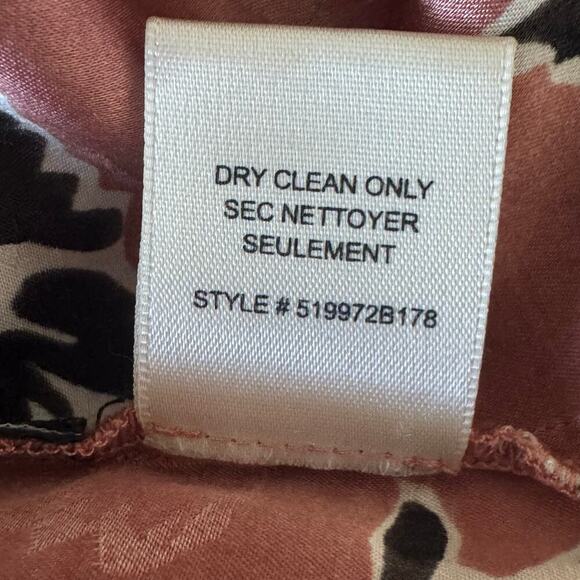 DRY CLEAN ONLY
SEC NETTOYER
SEULEMENT
STYLE # 519972B178